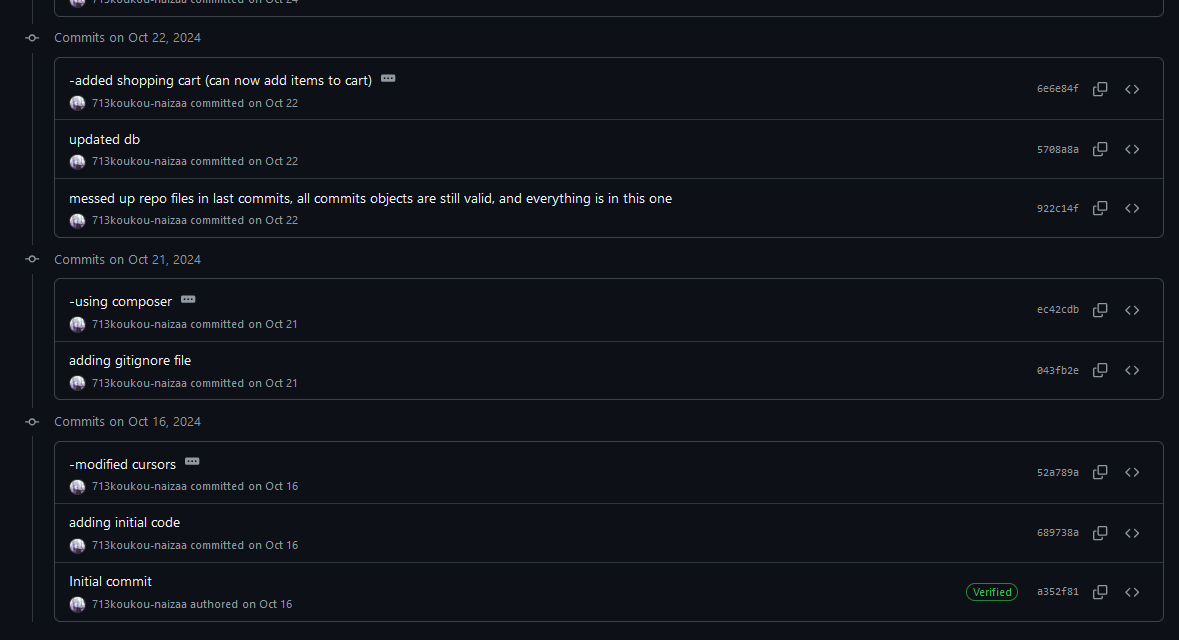 713koukou-naizaa committed on Oct 24
Commits on Oct 22, 2024
-added shopping cart (can now add items to cart)
6e6e84f
713koukou-naizaa committed on Oct 22
updated db
5708a8a
713koukou-naizaa committed on Oct 22
messed up repo files in last commits, all commits objects are still valid, and everything is in this one
922c14f
713koukou-naizaa committed on Oct 22
Commits on Oct 21, 2024
-using composer
ec42cdb
713koukou-naizaa committed on Oct 21
adding gitignore file
043fb2e
713koukou-naizaa committed on Oct 21
Commits on Oct 16, 2024
-modified cursors
52a789a
713koukou-naizaa committed on Oct 16
adding initial code
689738a
713koukou-naizaa committed on Oct 16
Initial commit
Verified a352f81
713koukou-naizaa authored on Oct 16